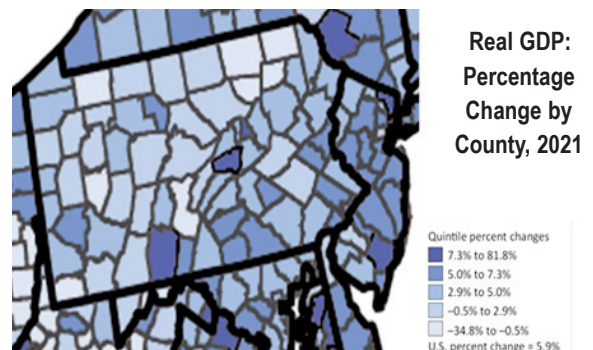 Real GDP:
Percentage
Change by
County, 2021
Quintile percent changes
7.3% to 81.8%
5.0% to 7.3%
2.9% to 5.0%
−0.5% to 2.9%
−34.8% to −0.5%
U.S. percent change = 5.9%